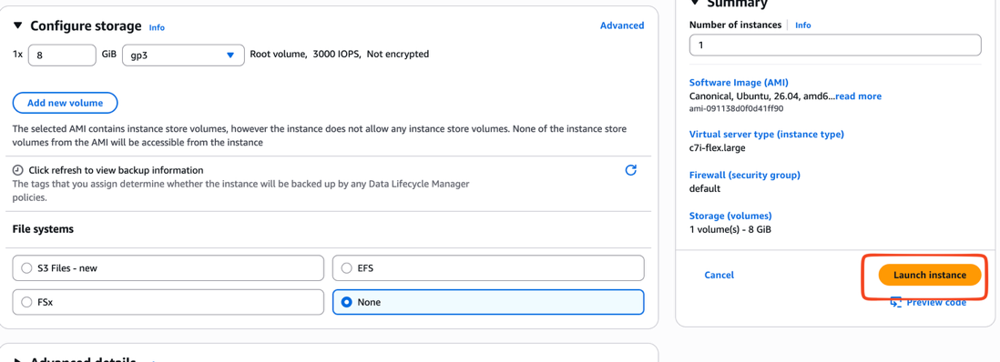 Configure storage Info
Advanced
1x 8 GiB gp3 Root volume, 3000 IOPS, Not encrypted
Add new volume
The selected AMI contains instance store volumes, however the instance does not allow any instance store volumes. None of the instance store
volumes from the AMI will be accessible from the instance
Click refresh to view backup information
The tags that you assign determine whether the instance will be backed up by any Data Lifecycle Manager
policies.
File systems
S3 Files - new
EFS
FSx
None
Advanced details
Summary
Number of instances Info
1
Software Image (AMI)
Canonical, Ubuntu, 26.04, amd6...read more
ami-091138d0f0d41ff90
Virtual server type (instance type)
c7i-flex.large
Firewall (security group)
default
Storage (volumes)
1 volume(s) - 8 GiB
Cancel
Launch instance
Preview code